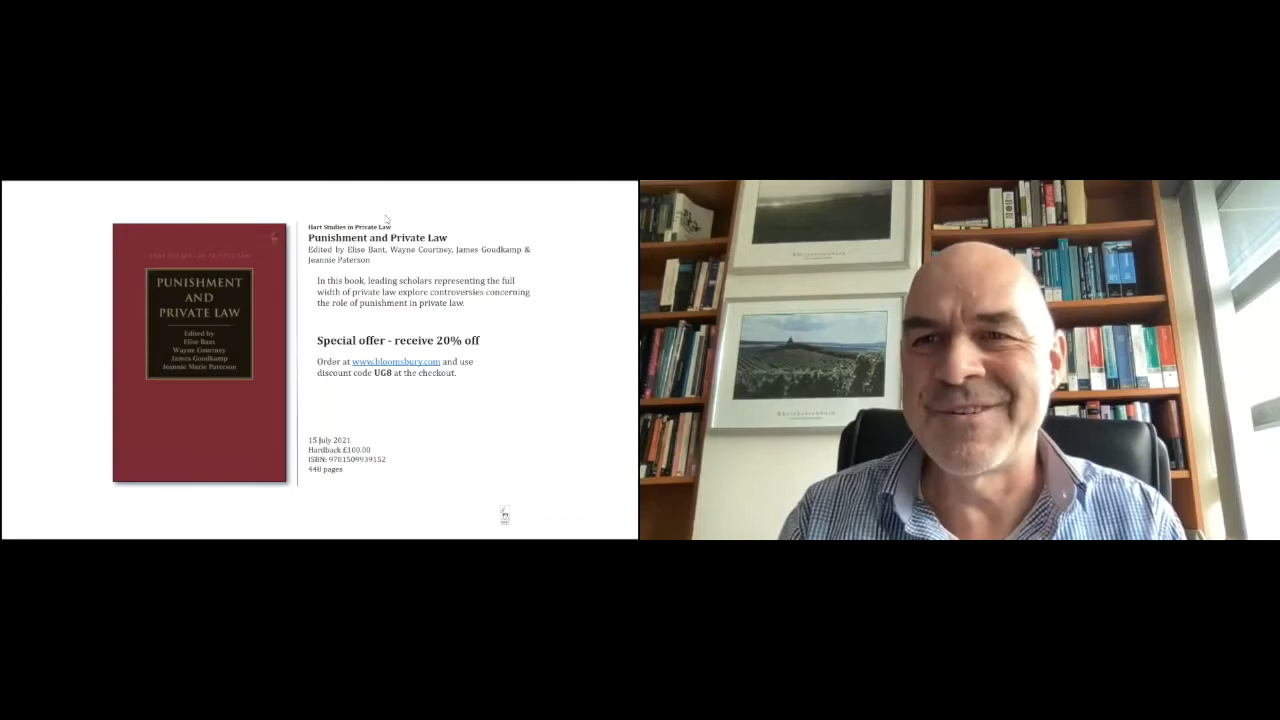 PUNISHMENT
AND
PRIVATE LAW
Edited by
Elise Bant
Wayne Courtney
James Goudkamp
Jeannie Marie Paterson
Hart Studies in Private Law
Punishment and Private Law
Edited by Elise Bant, Wayne Courtney, James Goudkamp &
Jeannie Paterson
In this book, leading scholars representing the full
width of private law explore controversies concerning
the role of punishment in private law.
Special offer - receive 20% off
Order at www.bloomsbury.com and use
discount code UG8 at the checkout.
15 July 2021
Hardback £100.00
ISBN: 9781509939152
448 pages